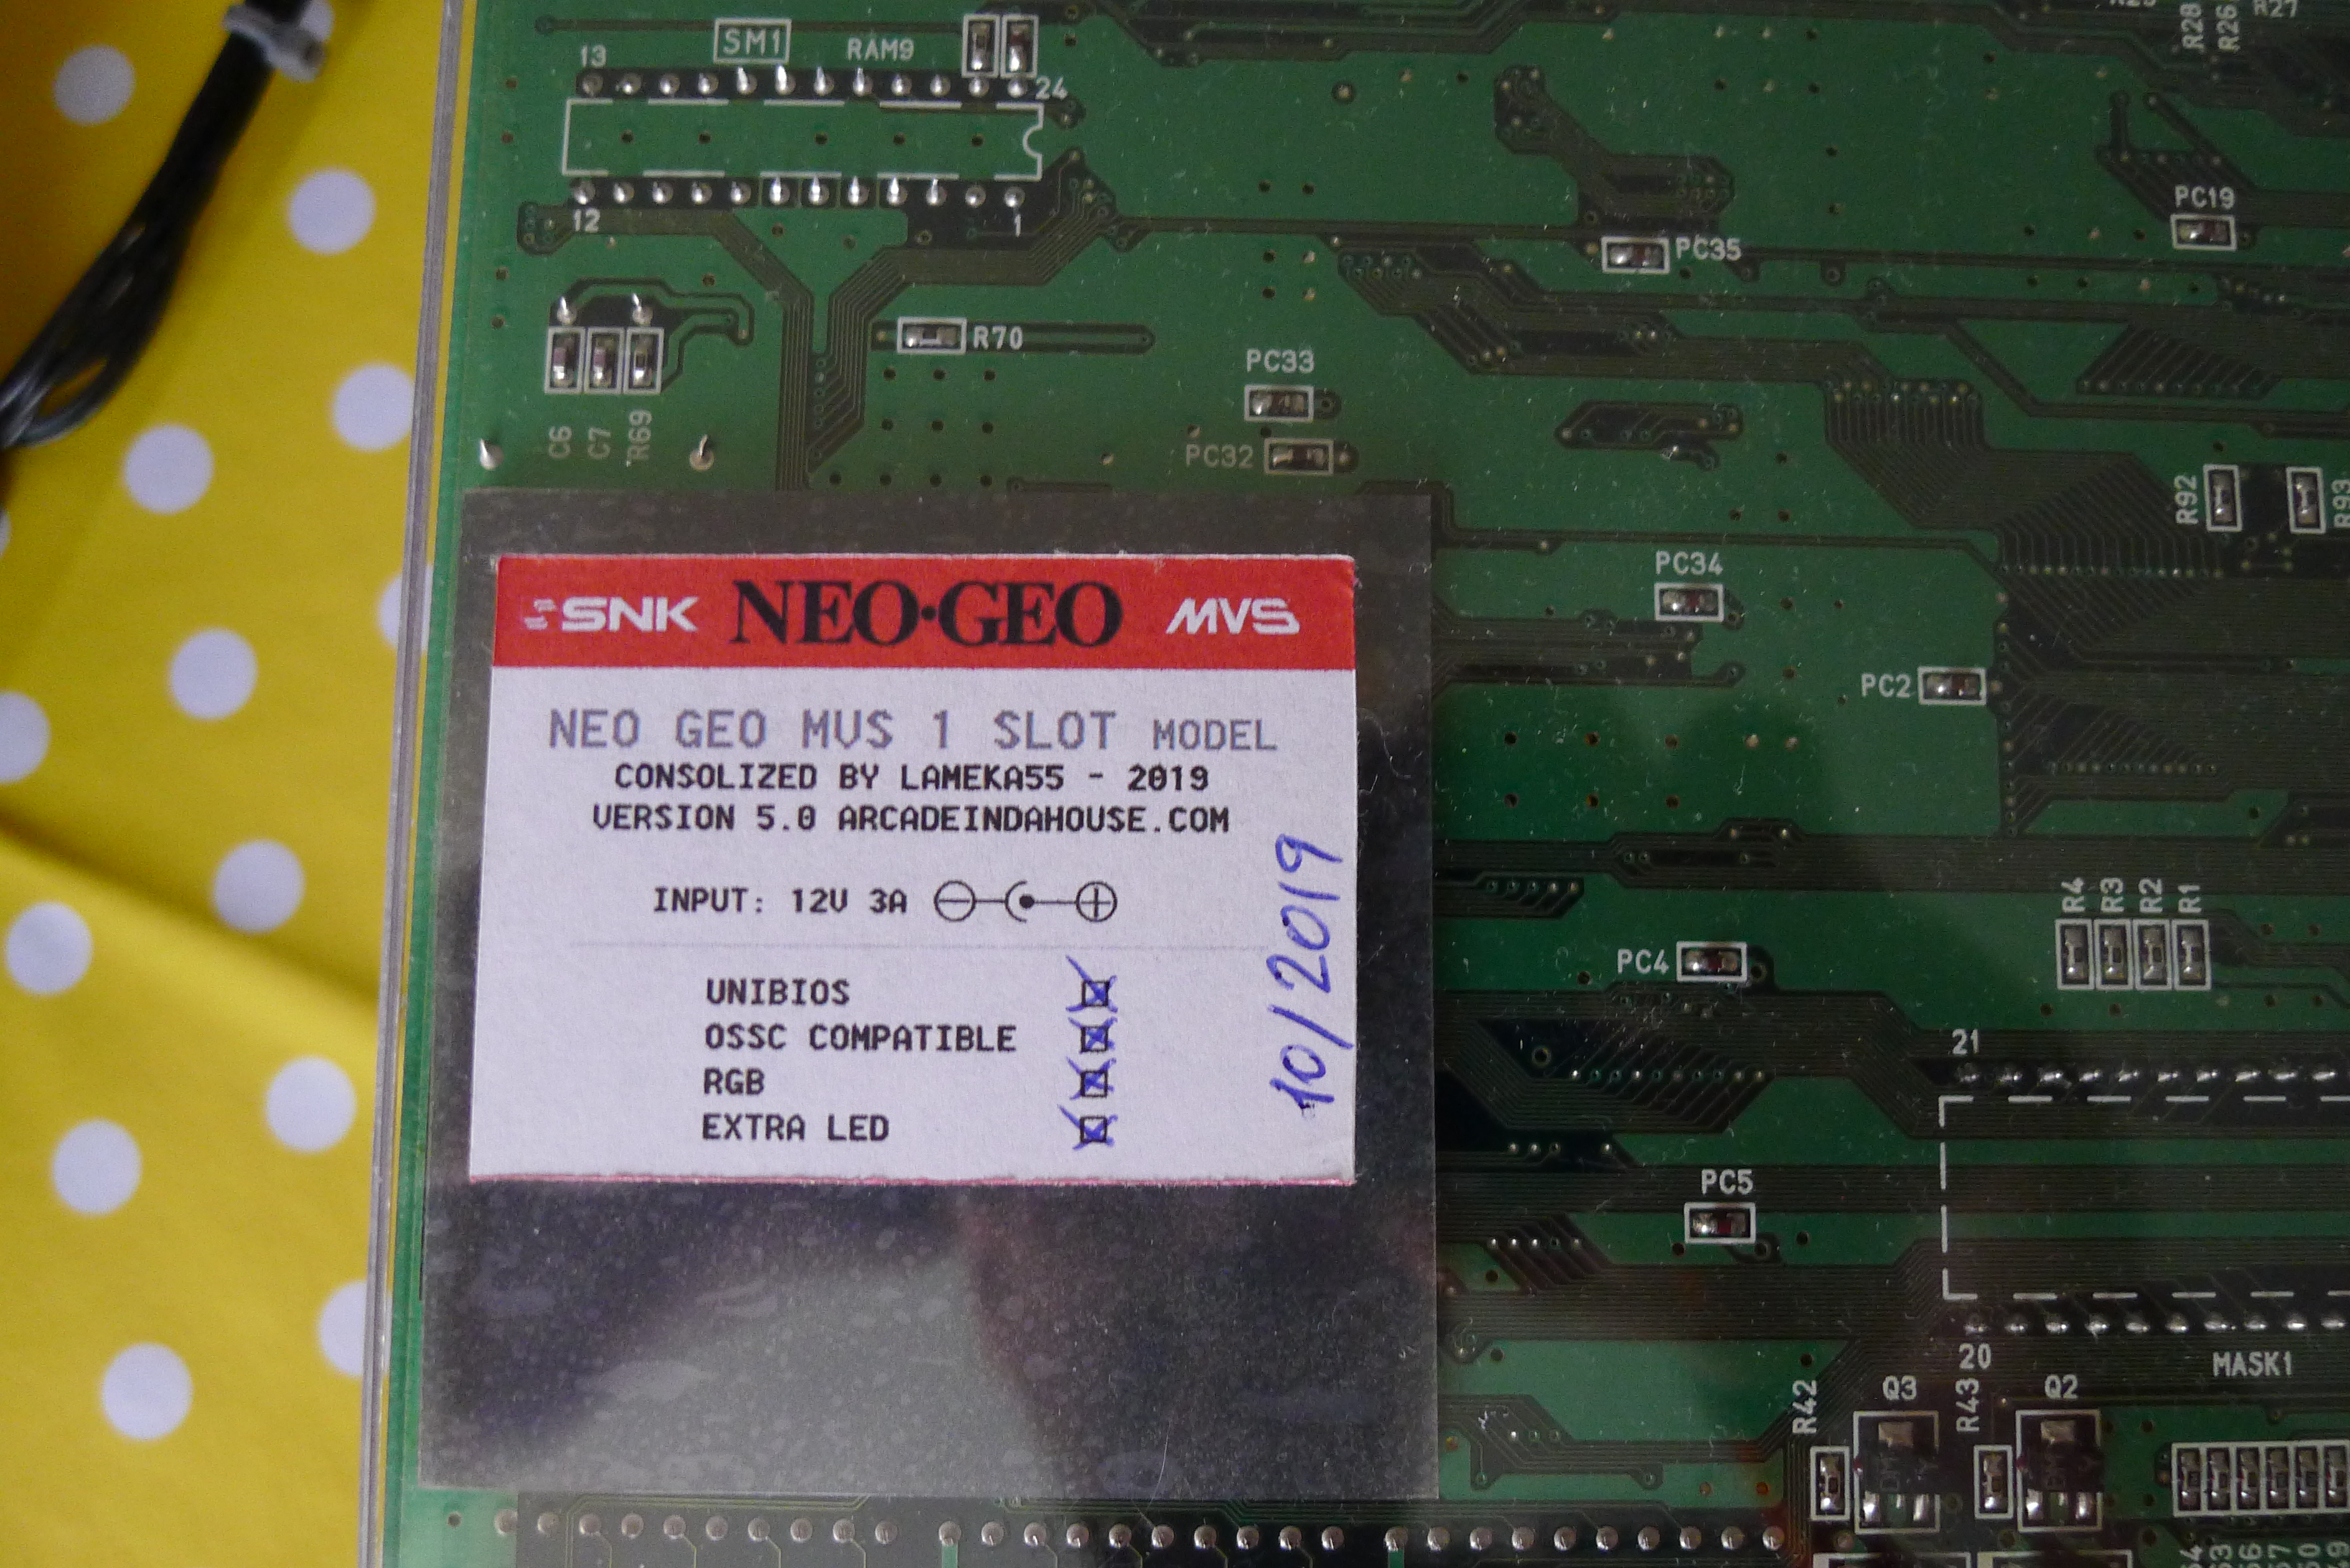 R28
R26
R27
SM1
RAM9
13
24
12
1
PC19
PC35
R70
PC33
C6
C7
R69
PC32
R92
R93
SNK NEO·GEO MVS
PC34
NEO GEO MVS 1 SLOT MODEL
CONSOLIZED BY LAMEKA55 - 2019
VERSION 5.0 ARCADEINDAHOUSE.COM
PC2
INPUT: 12V 3A
10/2019
R4
R3
R2
R1
PC4
UNIBIOS
OSSC COMPATIBLE
RGB
EXTRA LED
21
PC5
20
MASK1
R42
Q3
R43
Q2